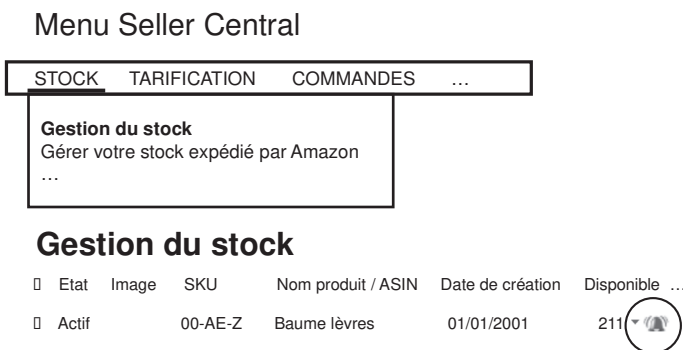 Menu Seller Central
STOCK TARIFICATION COMMANDES …
Gestion du stock
Gérer votre stock expédié par Amazon
…
Gestion du stock
▯ Etat Image SKU Nom produit / ASIN Date de création Disponible …
▯ Actif 00-AE-Z Baume lèvres 01/01/2001 211